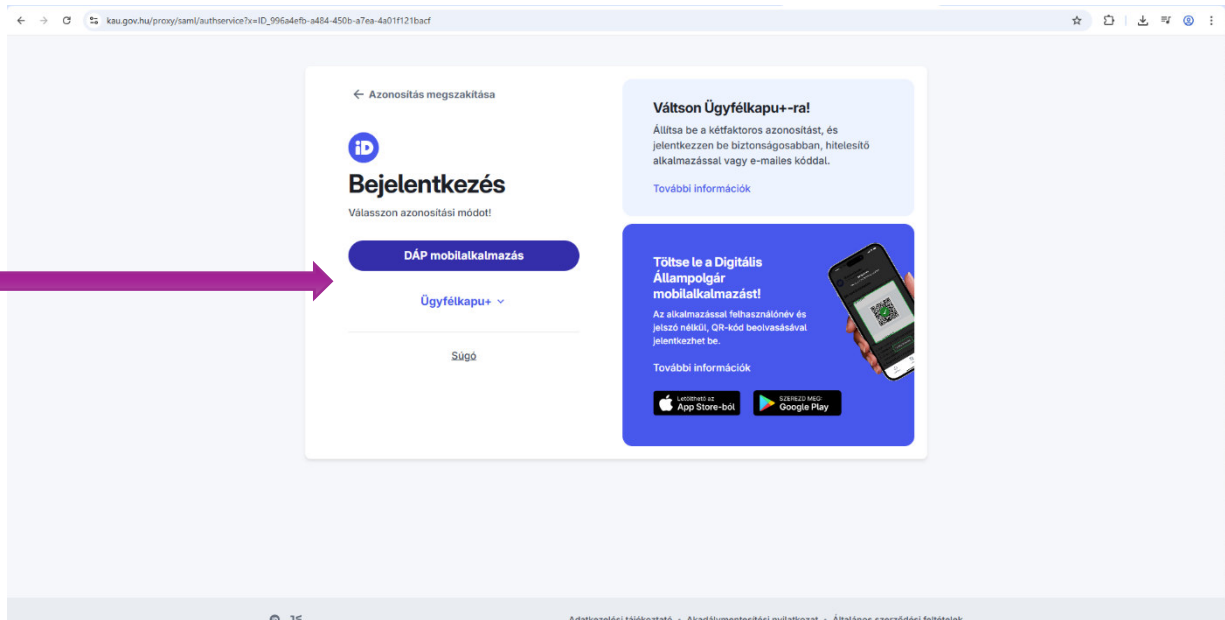 kau.gov.hu/proxy/saml/authservice?x=ID_996a4efb-a484-450b-a7ea-4a01f121bacf
Azonosítás megszakítása
iD
Bejelentkezés
Válasszon azonosítási módot!
DÁP mobilalkalmazás
Ügyfélkapu+
Súgó
Váltson Ügyfélkapu+-ra!
Állítsa be a kétfaktoros azonosítást, és
jelentkezzen be biztonságosabban, hitelesítő
alkalmazással vagy e-mailes kóddal.
További információk
Töltse le a Digitális
Állampolgár
mobilalkalmazást!
Az alkalmazással felhasználónév és
jelszó nélkül, QR-kód beolvasásával
jelentkezhet be.
További információk
Letölthető az
App Store-ból
SZEREZD MEG:
Google Play
Adatkezelési tájékoztató • Akadálymentesítési nyilatkozat • Általános szerződési feltételek